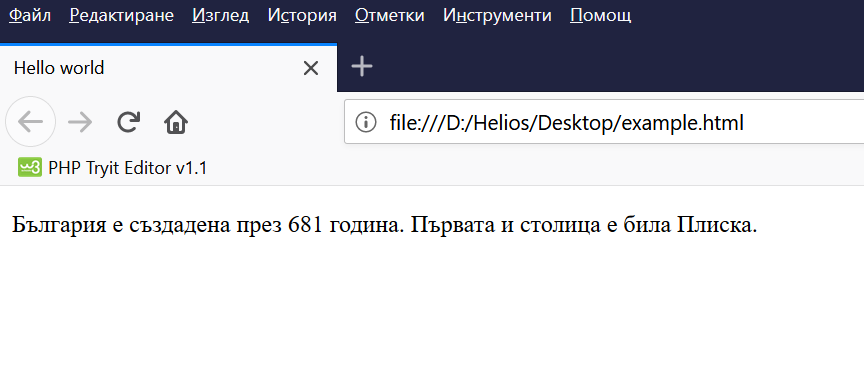 Файл Редактиране Изглед История Отметки Инструменти Помощ
Hello world
file:///D:/Helios/Desktop/example.html
w3 PHP Tryit Editor v1.1
България е създадена през 681 година. Първата и столица е била Плиска.